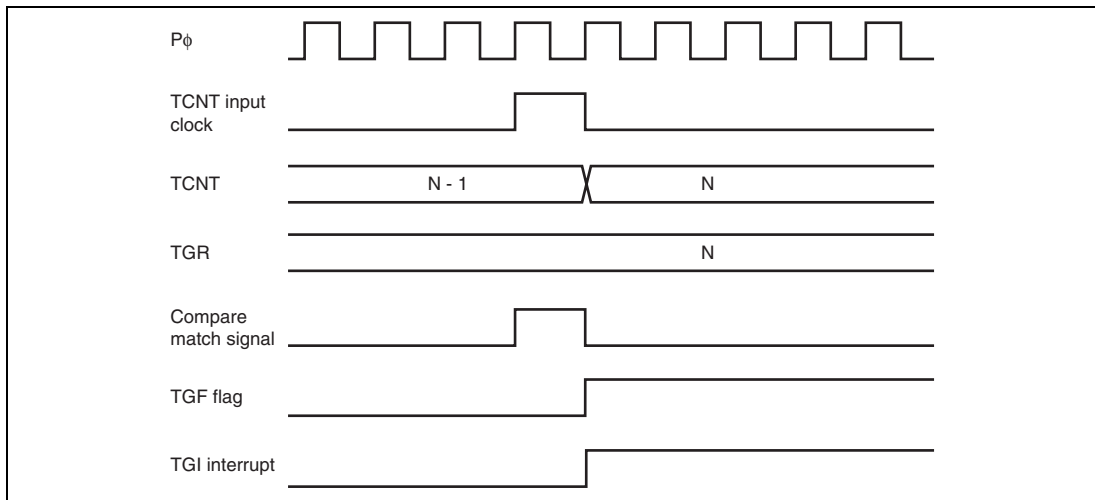 Pϕ
TCNT input
clock
TCNT
N - 1
N
TGR
N
Compare
match signal
TGF flag
TGI interrupt